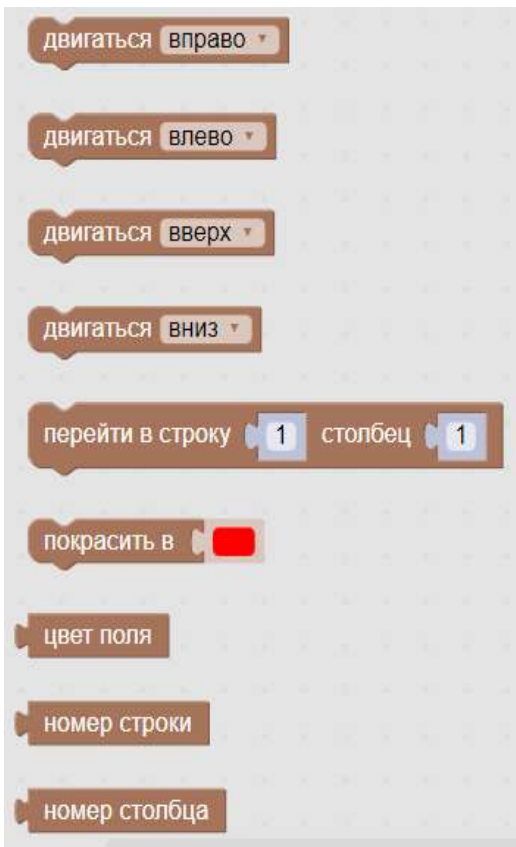 двигаться вправо
двигаться влево
двигаться вверх
двигаться вниз
перейти в строку 1 столбец 1
покрасить в
цвет поля
номер строки
номер столбца